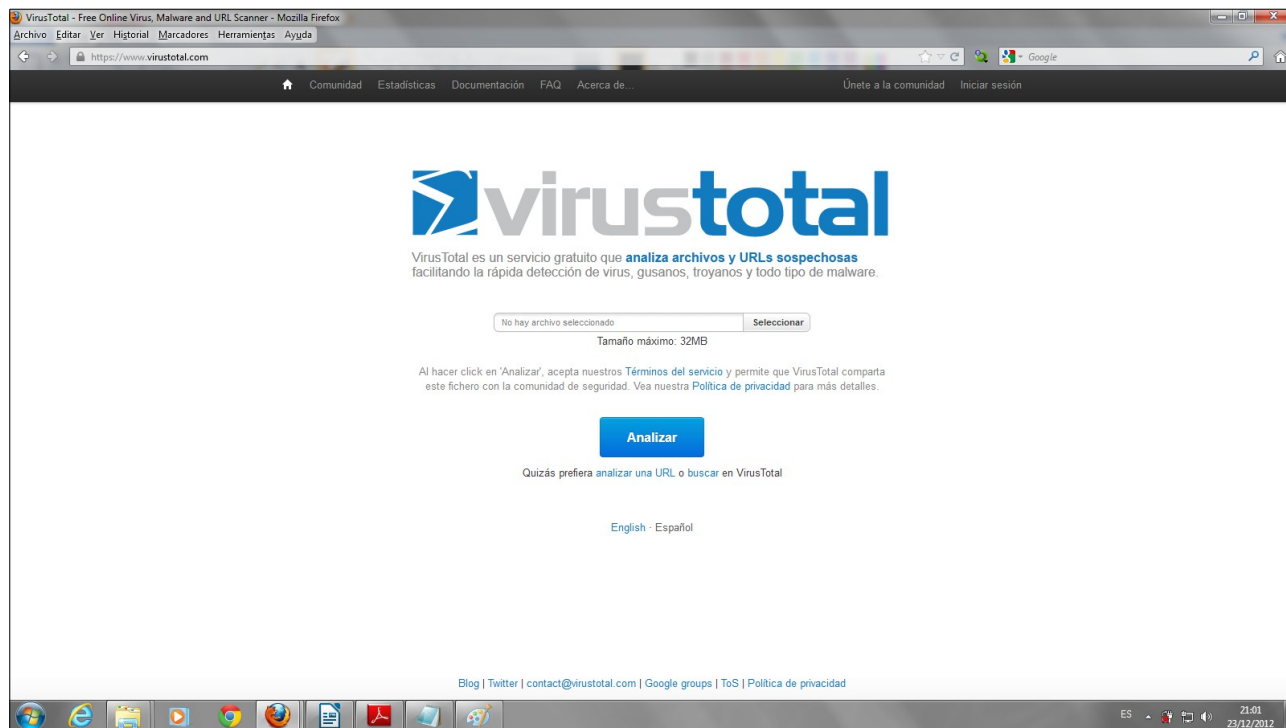 VirusTotal - Free Online Virus, Malware and URL Scanner - Mozilla Firefox
Archivo Editar Ver Historial Marcadores Herramientas Ayuda
https://www.virustotal.com
Google
Comunidad Estadísticas Documentación FAQ Acerca de... Únete a la comunidad Iniciar sesión
virustotal
VirusTotal es un servicio gratuito que analiza archivos y URLs sospechosas
facilitando la rápida detección de virus, gusanos, troyanos y todo tipo de malware.
No hay archivo seleccionado Seleccionar
Tamaño máximo: 32MB
Al hacer click en 'Analizar', acepta nuestros Términos del servicio y permite que VirusTotal comparta
este fichero con la comunidad de seguridad. Vea nuestra Política de privacidad para más detalles.
Analizar
Quizás prefiera analizar una URL o buscar en VirusTotal
English · Español
Blog | Twitter | contact@virustotal.com | Google groups | ToS | Política de privacidad
ES
21:01
23/12/2012